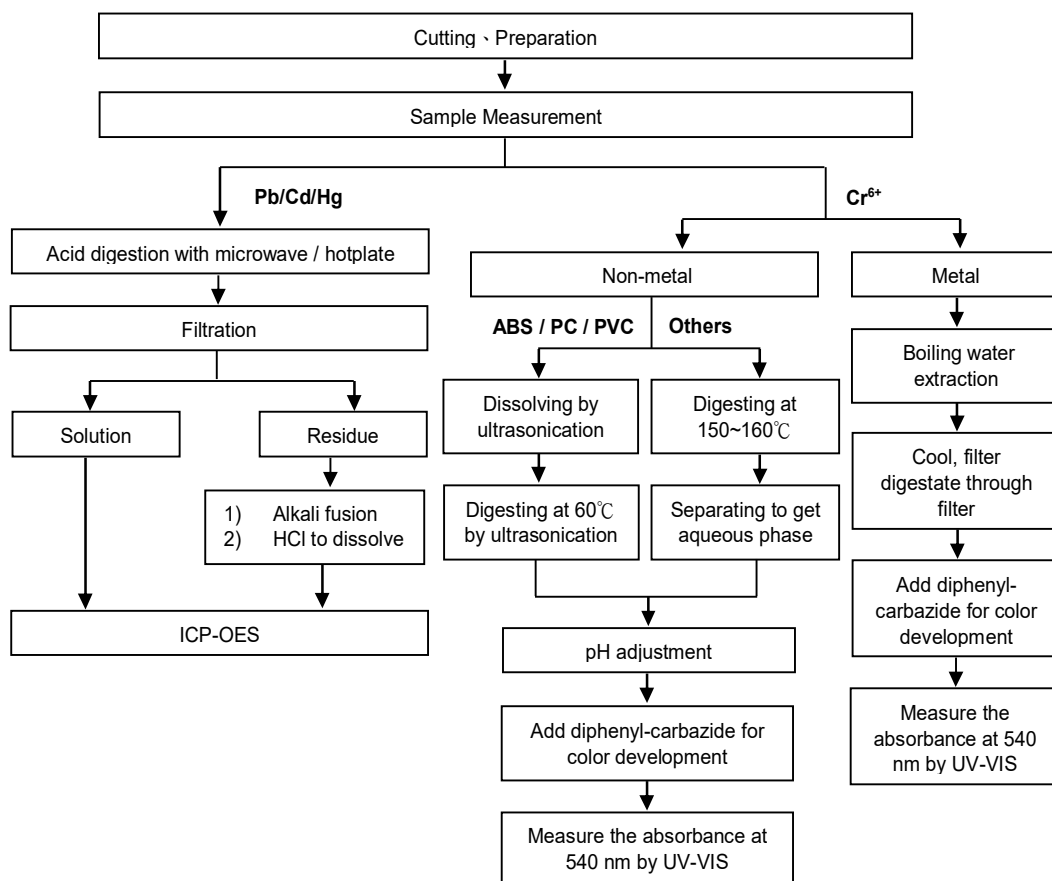 Cutting、Preparation
Sample Measurement
Pb/Cd/Hg
Cr⁶⁺
Acid digestion with microwave / hotplate
Filtration
Solution
Residue
1) Alkali fusion
2) HCl to dissolve
ICP-OES
Non-metal
ABS / PC / PVC
Others
Dissolving by
ultrasonication
Digesting at
150~160℃
Digesting at 60℃
by ultrasonication
Separating to get
aqueous phase
pH adjustment
Add diphenyl-carbazide for
color development
Measure the absorbance at
540 nm by UV-VIS
Metal
Boiling water
extraction
Cool, filter
digestate through
filter
Add diphenyl-
carbazide for color
development
Measure the
absorbance at 540
nm by UV-VIS